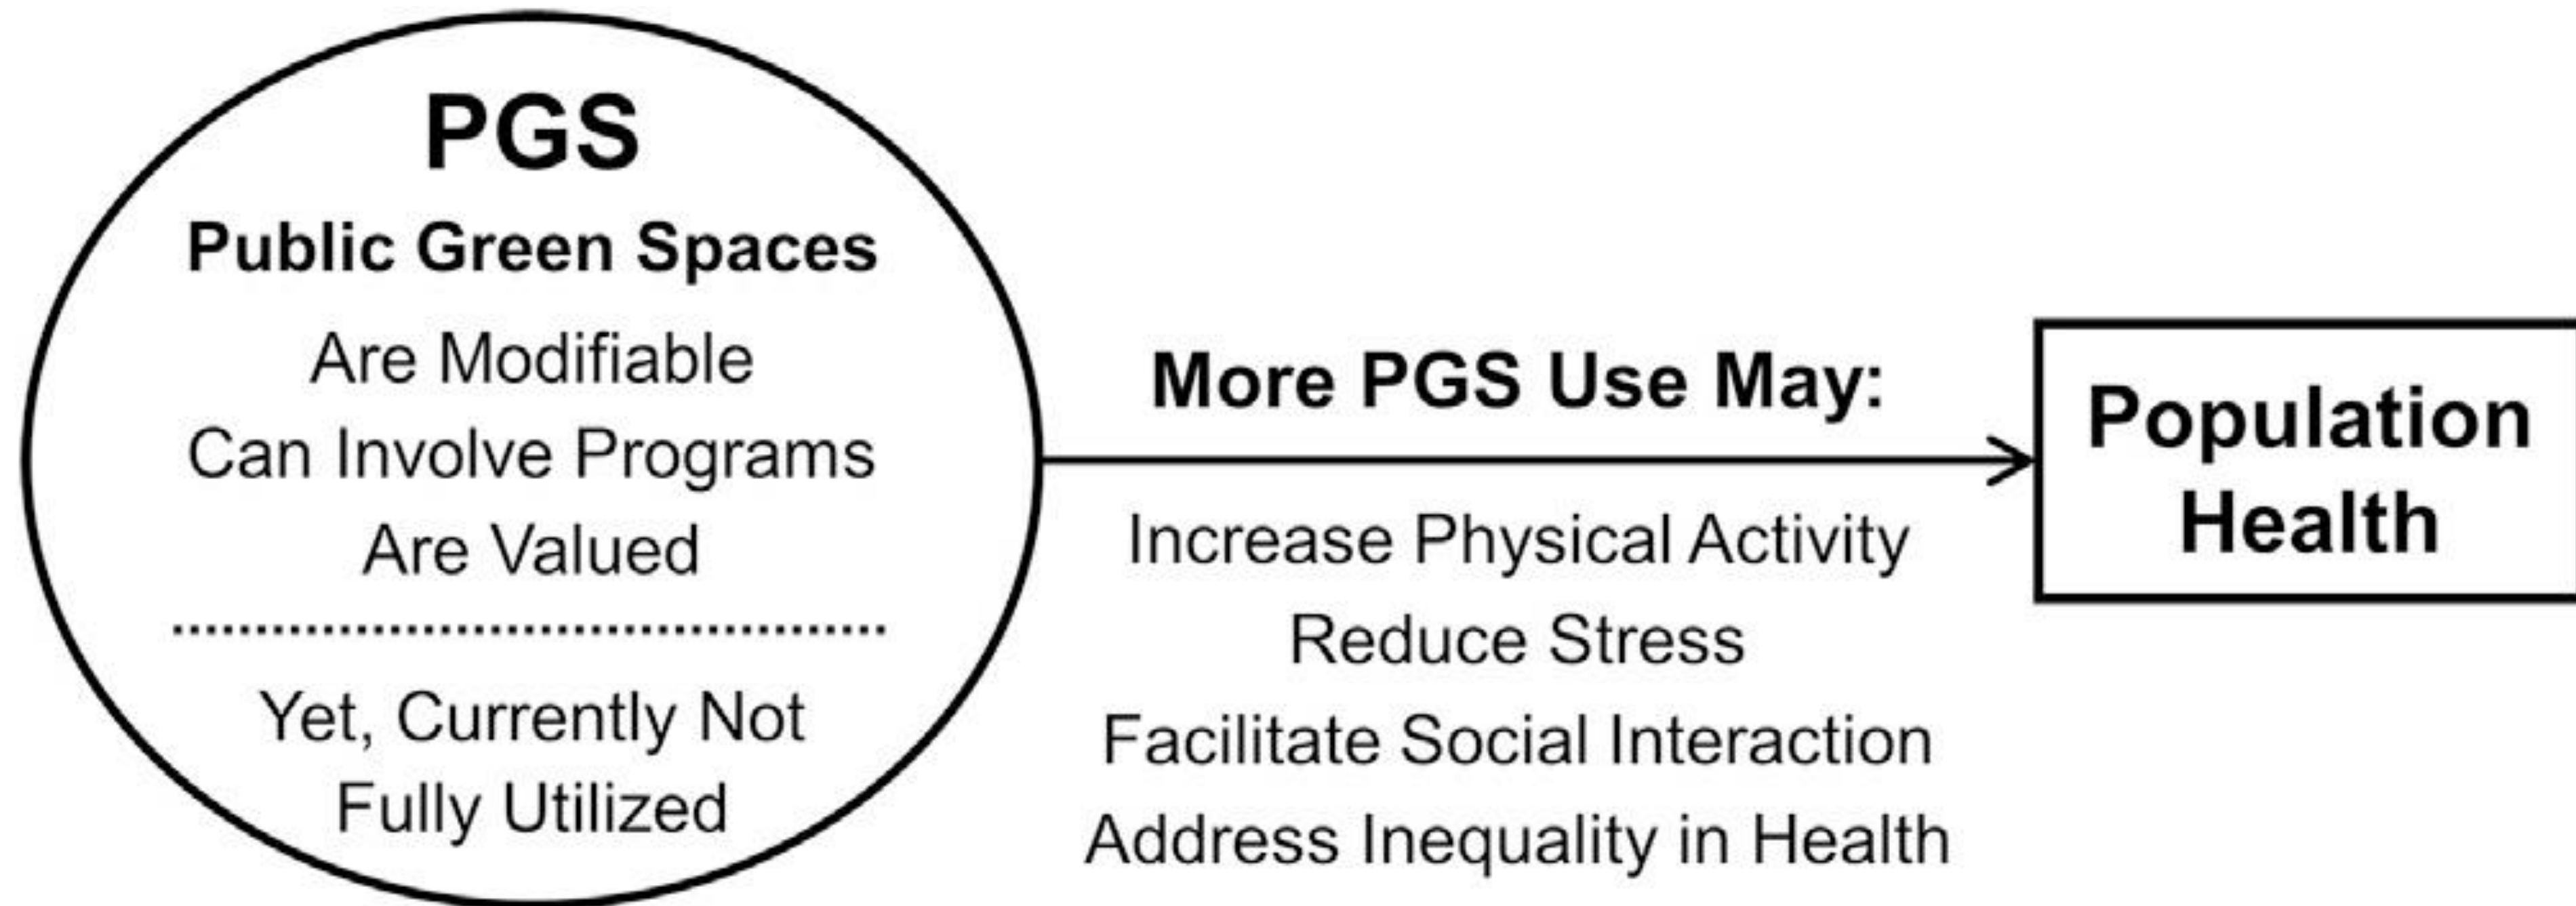 PGS
Public Green Spaces
Are Modifiable
Can Involve Programs
Are Valued
Yet, Currently Not
Fully Utilized
More PGS Use May:
Increase Physical Activity
Reduce Stress
Facilitate Social Interaction
Address Inequality in Health
Population
Health